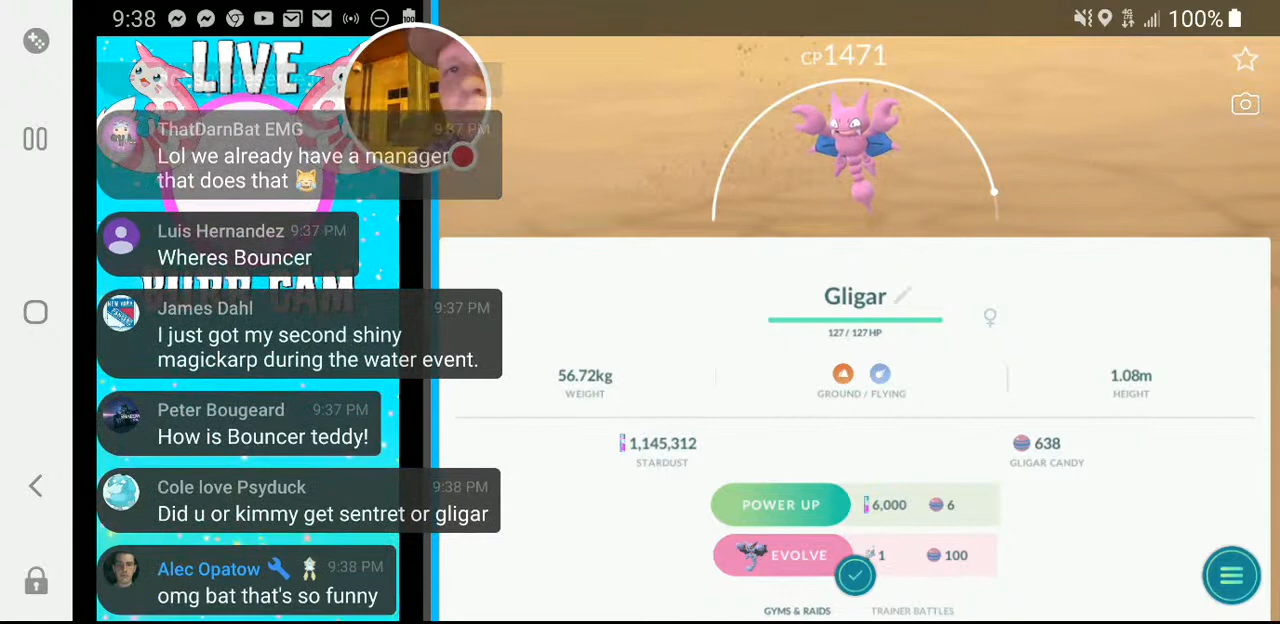 9:38
100
4G
100%
LIVE
ThatDarnBat EMG 9:37 PM
Lol we already have a manager
that does that
Luis Hernandez 9:37 PM
Wheres Bouncer
CAM
James Dahl 9:37 PM
I just got my second shiny
magickarp during the water event.
Peter Bougeard 9:37 PM
How is Bouncer teddy!
Cole love Psyduck 9:38 PM
Did u or kimmy get sentret or gligar
Alec Opatow 9:38 PM
omg bat that's so funny
CP1471
Gligar
127 / 127 HP
56.72kg
WEIGHT
GROUND / FLYING
1.08m
HEIGHT
1,145,312
STARDUST
638
GLIGAR CANDY
POWER UP 6,000 6
EVOLVE 1 100
GYMS & RAIDS TRAINER BATTLES